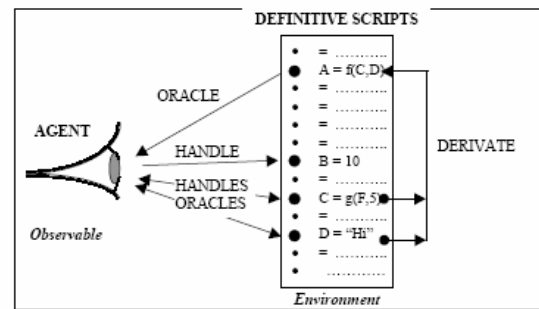 DEFINITIVE SCRIPTS
= ............
A = f(C,D)
= ............
= ............
= ............
= ............
B = 10
= ............
C = g(F,5)
= ............
D = “Hi”
= ............
............
Environment
ORACLE
AGENT
HANDLE
HANDLES
ORACLES
Observable
DERIVATE